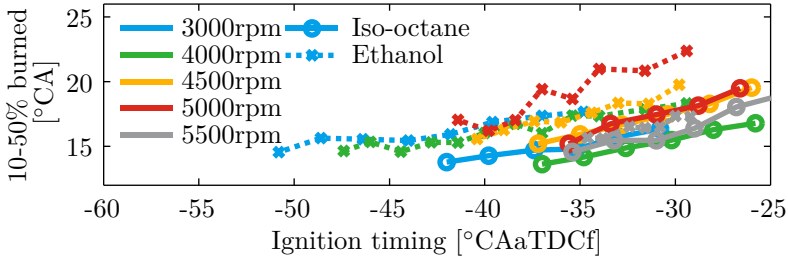 10-50% burned
[°CA]
25
20
15
3000rpm
4000rpm
4500rpm
5000rpm
5500rpm
Iso-octane
Ethanol
-60 -55 -50 -45 -40 -35 -30 -25
Ignition timing [°CAaTDCf]